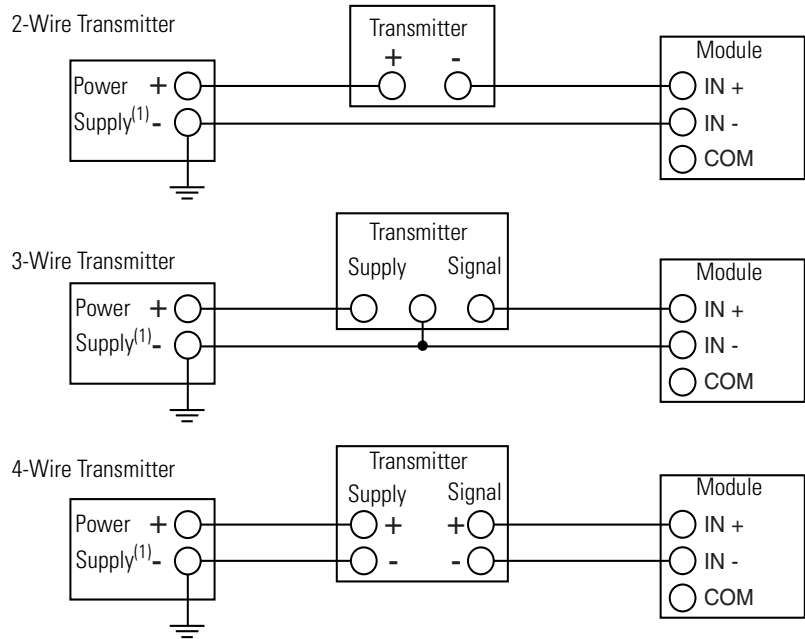 2-Wire Transmitter
Transmitter
+ -
Module
Power +
Supply(1) -
IN +
IN -
COM
3-Wire Transmitter
Transmitter
Supply Signal
Module
Power +
Supply(1) -
IN +
IN -
COM
4-Wire Transmitter
Transmitter
Supply Signal
Module
Power +
Supply(1) -
+ +
- -
IN +
IN -
COM